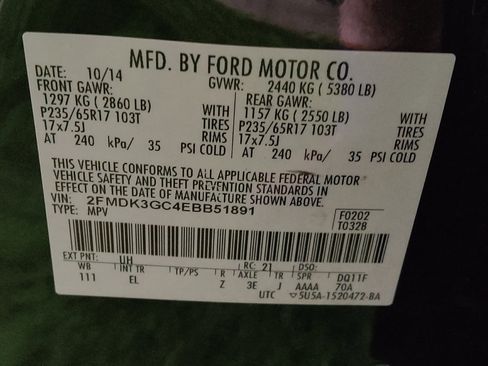 MFD. BY FORD MOTOR CO.
DATE: 10/14 GVWR: 2440 KG ( 5380 LB)
FRONT GAWR: REAR GAWR:
1297 KG ( 2860 LB) WITH 1157 KG ( 2550 LB) WITH
P235/65R17 103T TIRES P235/65R17 103T TIRES
17x7.5J RIMS 17x7.5J RIMS
AT 240 kPa/ 35 PSI COLD AT 240 kPa/ 35 PSI COLD
THIS VEHICLE CONFORMS TO ALL APPLICABLE FEDERAL MOTOR
VEHICLE SAFETY AND THEFT PREVENTION STANDARDS IN
EFFECT ON THE DATE OF MANUFACTURE SHOWN ABOVE.
VIN: 2FMDK3GC4EBB51891
TYPE: MPV F0202
T0328
EXT PNT: UH RC: 21 DSO:
WB INT TR TP/PS R AXLE TR SPR DQ11F
111 EL Z 3E J AAAA 70A
UTC ▽5U5A-1520472-BA